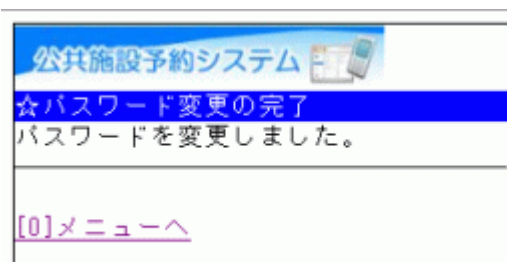 公共施設予約システム
☆パスワード変更の完了
パスワードを変更しました。
[0]メニューへ